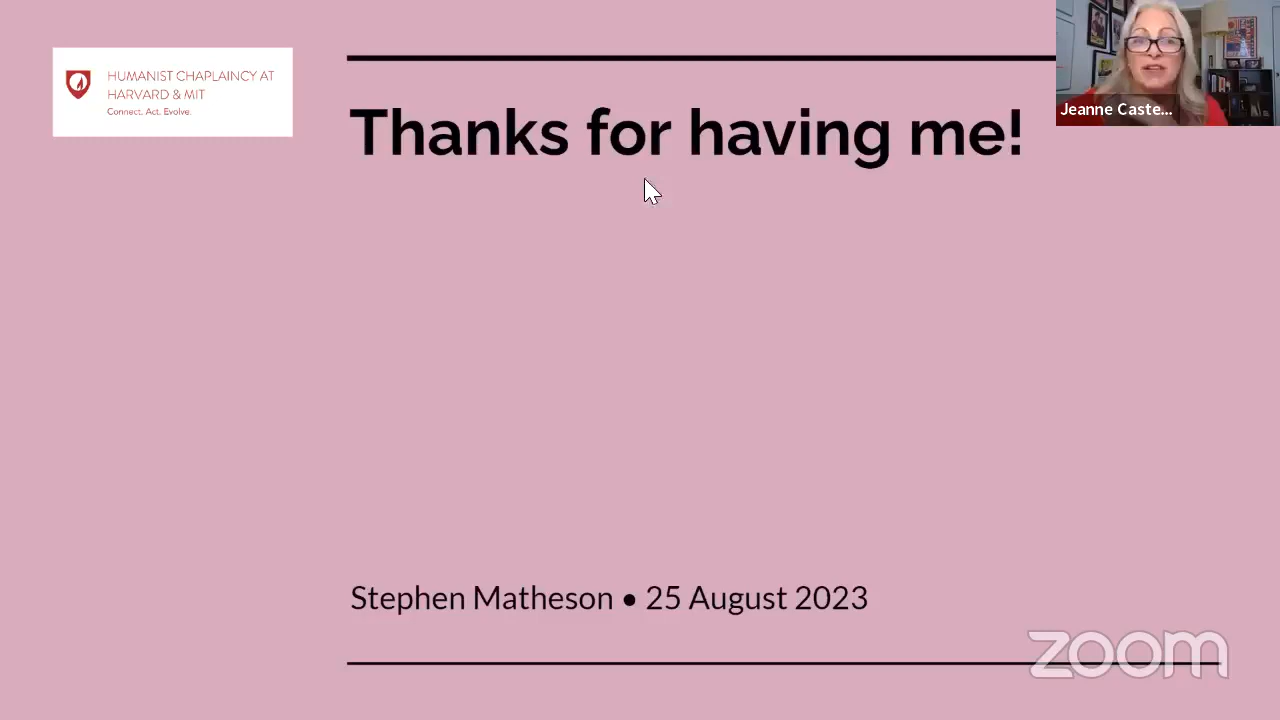 HUMANIST CHAPLAINCY AT
HARVARD & MIT
Connect. Act. Evolve.
Thanks for having me!
Jeanne Caste...
Stephen Matheson • 25 August 2023
zoom